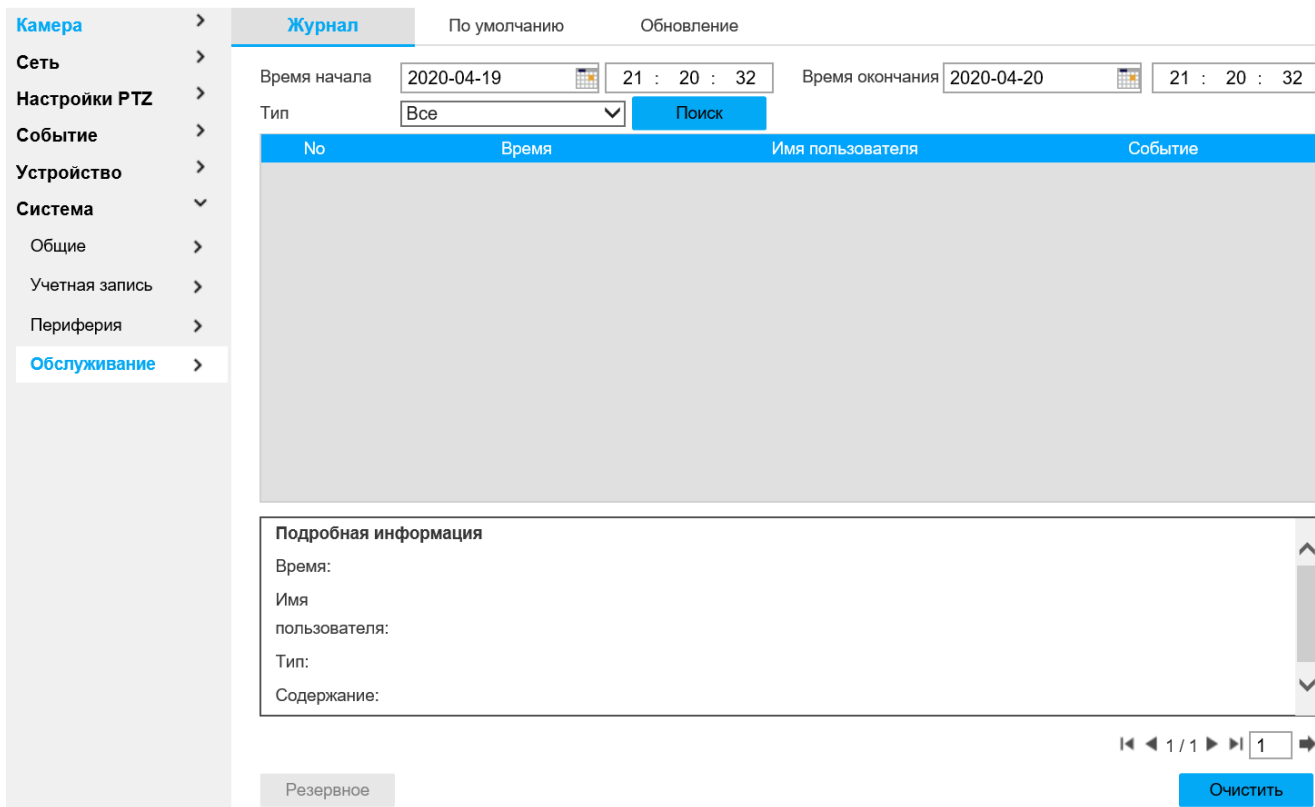 Камера
Сеть
Настройки PTZ
Событие
Устройство
Система
Общие
Учетная запись
Периферия
Обслуживание
Журнал По умолчанию Обновление
Время начала 2020-04-19 21 : 20 : 32 Время окончания 2020-04-20 21 : 20 : 32
Тип Все Поиск
No Время Имя пользователя Событие
Подробная информация
Время:
Имя
пользователя:
Тип:
Содержание:
1 / 1 1
Резервное Очистить